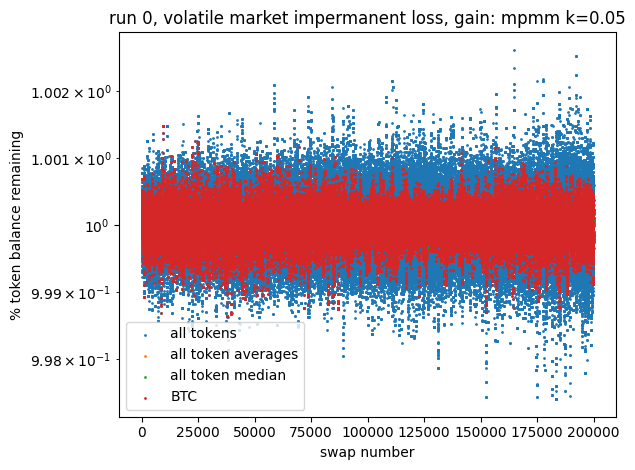 run 0, volatile market impermanent loss, gain: mpmm k=0.05
% token balance remaining
1.002 × 10⁰
1.001 × 10⁰
10⁰
9.99 × 10⁻¹
9.98 × 10⁻¹
all tokens
all token averages
all token median
BTC
0 25000 50000 75000 100000 125000 150000 175000 200000
swap number